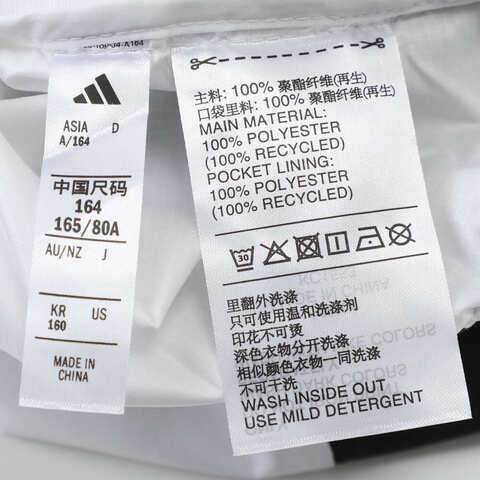 ASIA D
A/164
中国尺码
164
165/80A
AU/NZ J
KR US
160
MADE IN
CHINA
主料: 100% 聚酯纤维(再生)
口袋里料: 100% 聚酯纤维(再生)
MAIN MATERIAL:
100% POLYESTER
(100% RECYCLED)
POCKET LINING:
100% POLYESTER
(100% RECYCLED)
30
里翻外洗涤
只可使用温和洗涤剂
印花不可烫
深色衣物分开洗涤
相似颜色衣物一同洗涤
不可干洗
WASH INSIDE OUT
USE MILD DETERGENT